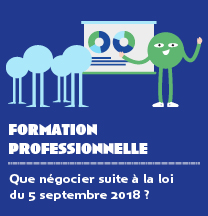 FORMATION
PROFESSIONNELLE
Que négocier suite à la loi
du 5 septembre 2018 ?